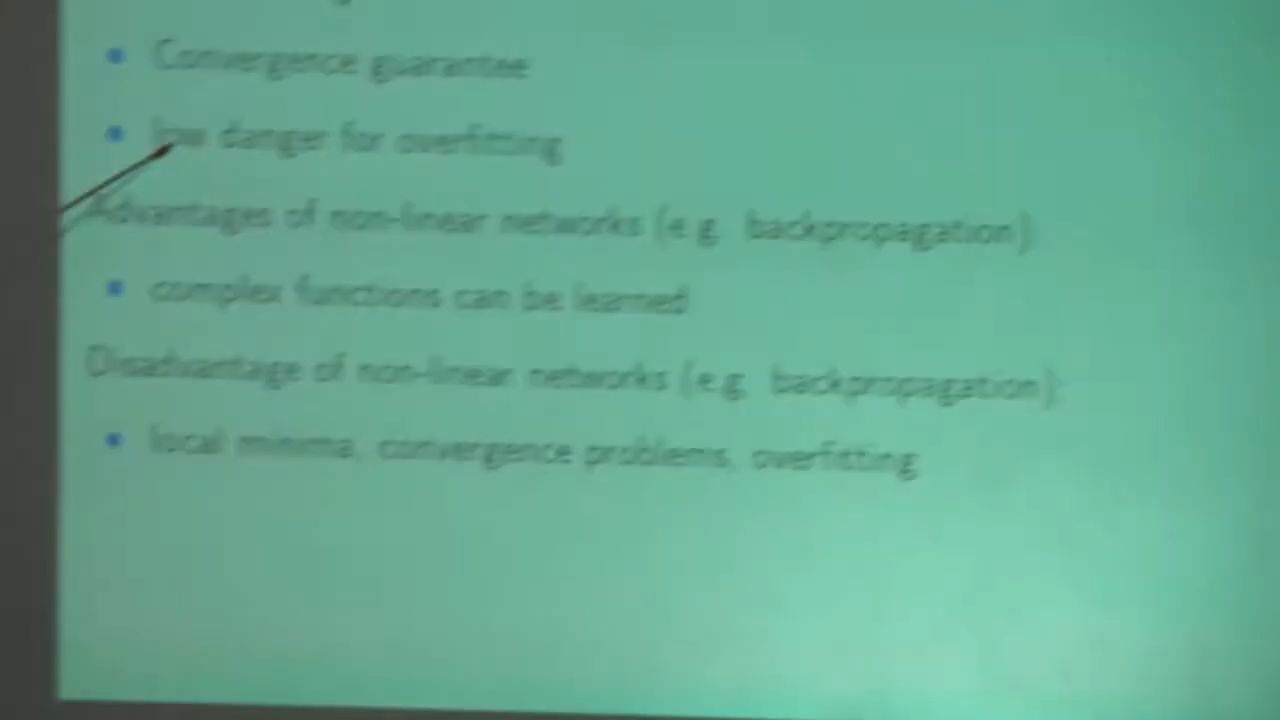 Convergence guarantee
low danger for overfitting
Advantages of non-linear networks (e.g. backpropagation)
complex functions can be learned
Disadvantage of non-linear networks (e.g. backpropagation):
local minima, convergence problems, overfitting